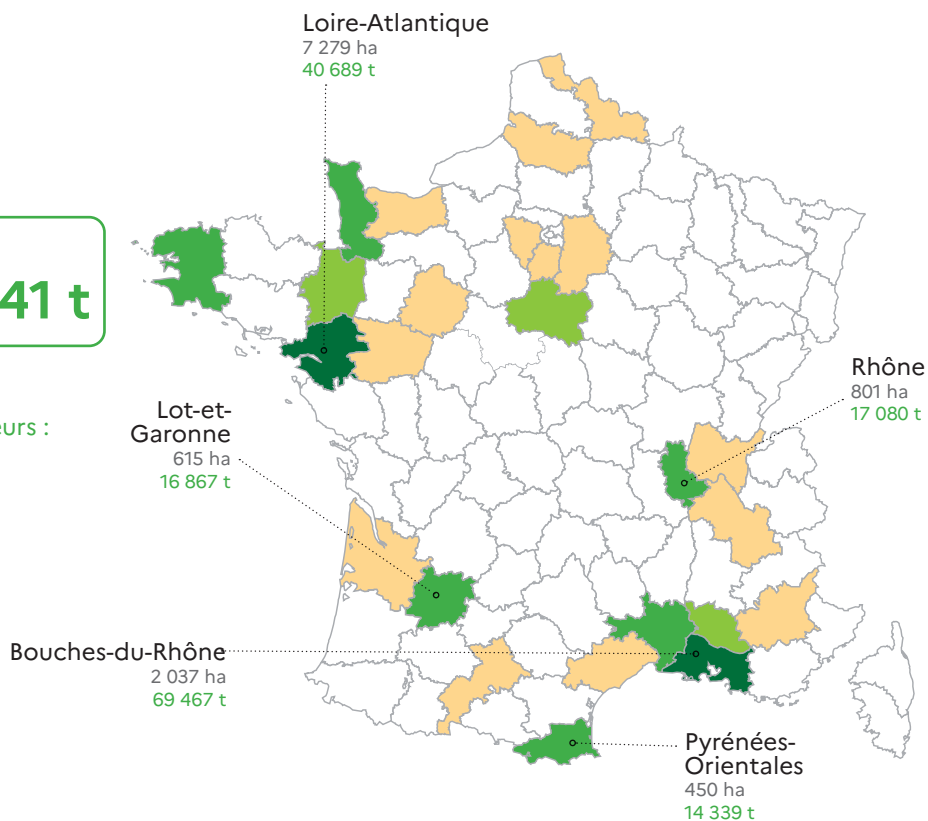 Loire-Atlantique
7 279 ha
40 689 t
41 t
eurs :
Rhône
801 ha
17 080 t
Lot-et-
Garonne
615 ha
16 867 t
Bouches-du-Rhône
2 037 ha
69 467 t
Pyrénées-
Orientales
450 ha
14 339 t